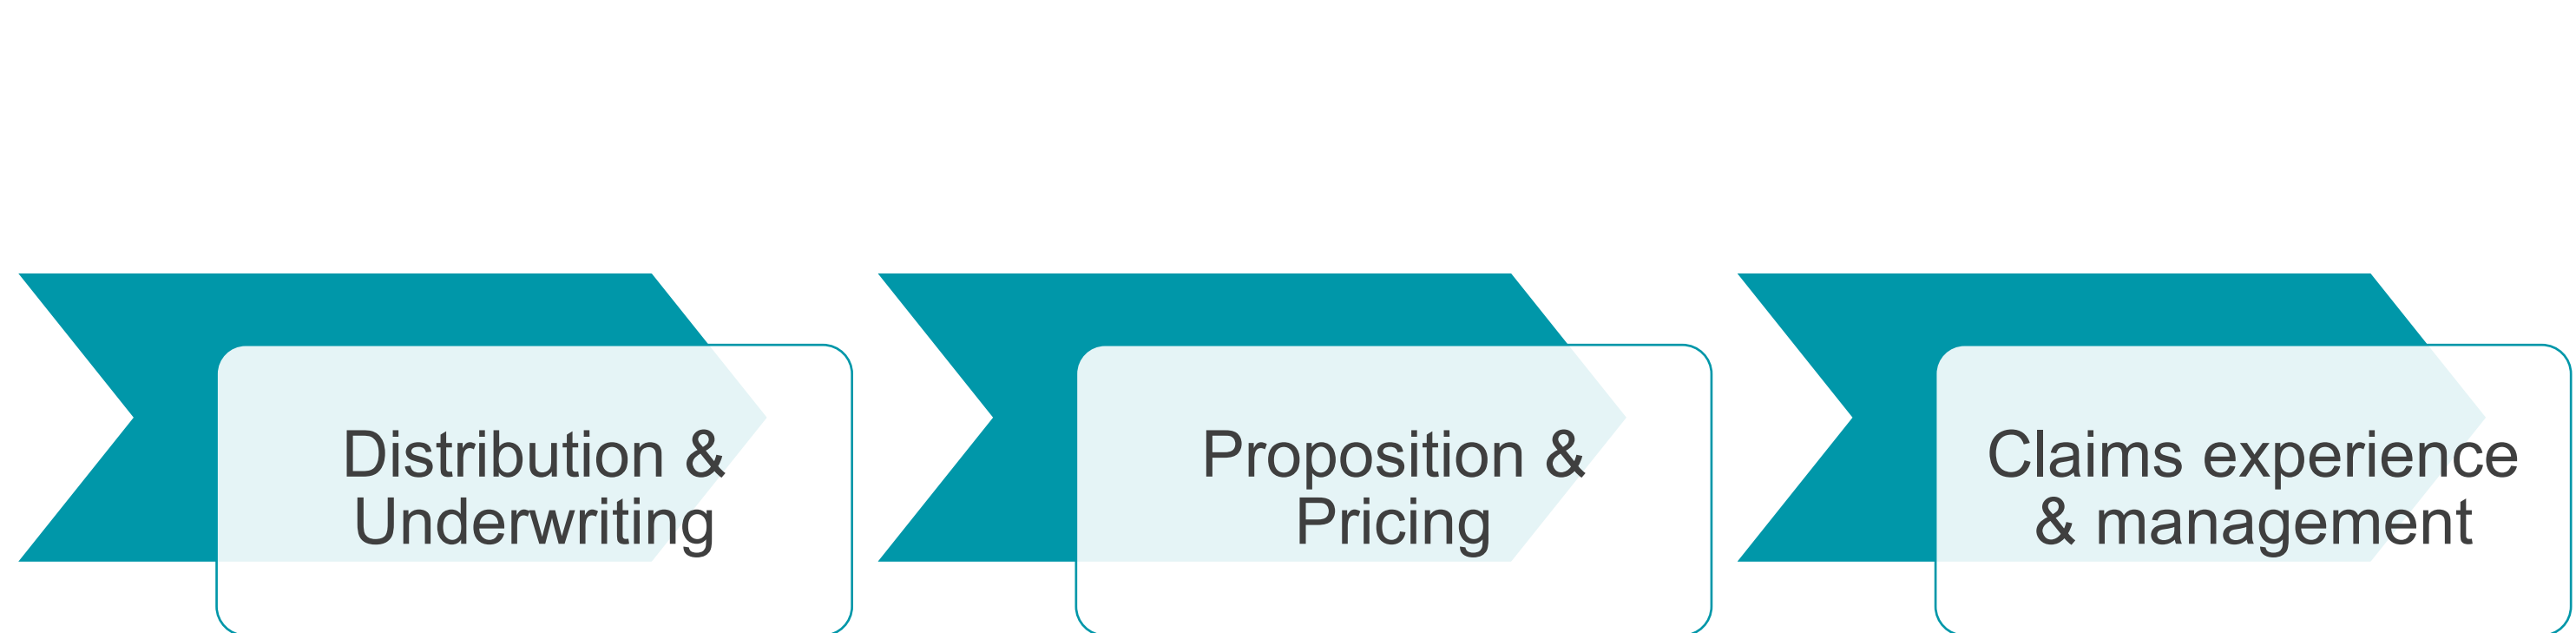 Distribution &
Underwriting
Proposition &
Pricing
Claims experience
& management